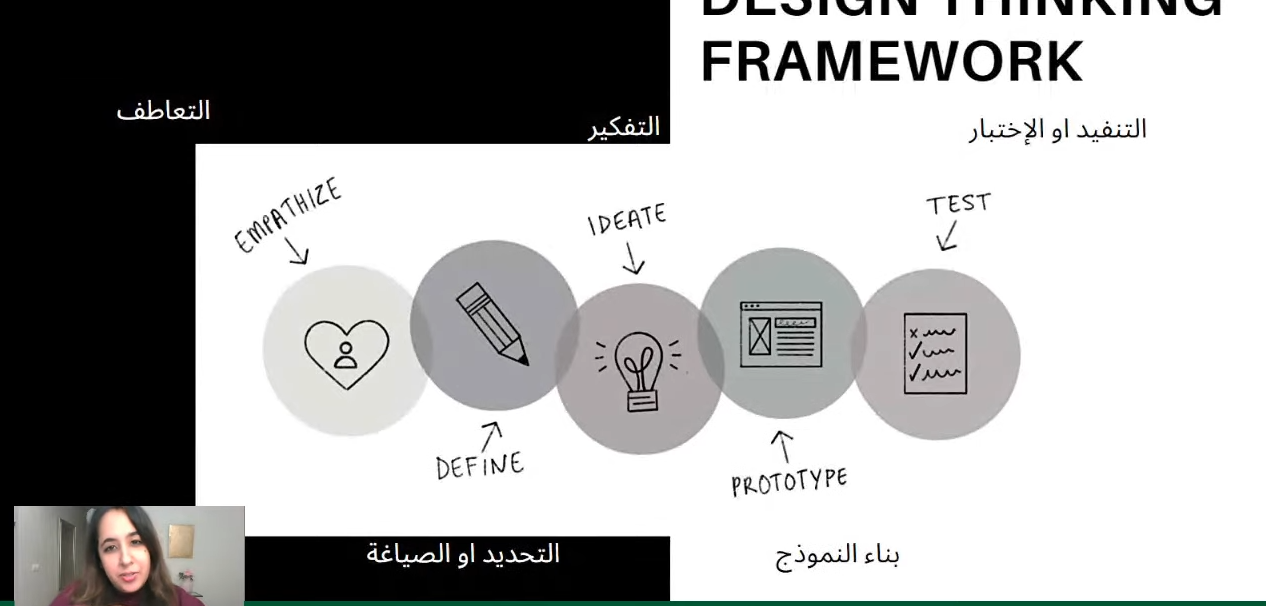 DESIGN THINKING
FRAMEWORK
التعاطف
التفكير
التنفيد او الإختبار
EMPATHIZE
IDEATE
TEST
DEFINE
PROTOTYPE
التحديد او الصياغة
بناء النموذج